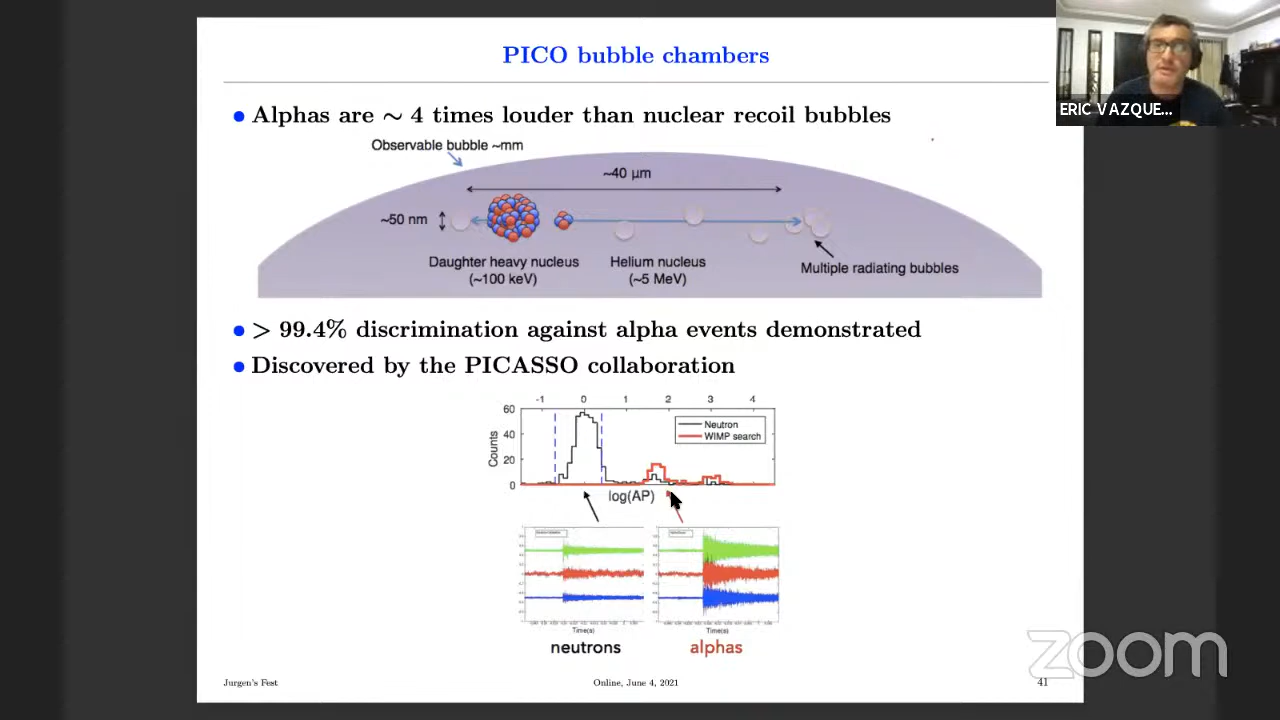 PICO bubble chambers
ERIC VAZQUE...
• Alphas are ~ 4 times louder than nuclear recoil bubbles
Observable bubble ~mm
~40 µm
~50 nm
Daughter heavy nucleus
(~100 keV)
Helium nucleus
(~5 MeV)
Multiple radiating bubbles
• > 99.4% discrimination against alpha events demonstrated
• Discovered by the PICASSO collaboration
-1 0 1 2 3 4
60
40
20
0
Counts
Neutron
WIMP search
log(AP)
Time(s)
Time(s)
neutrons
alphas
zoom
Jurgen's Fest
Online, June 4, 2021
41